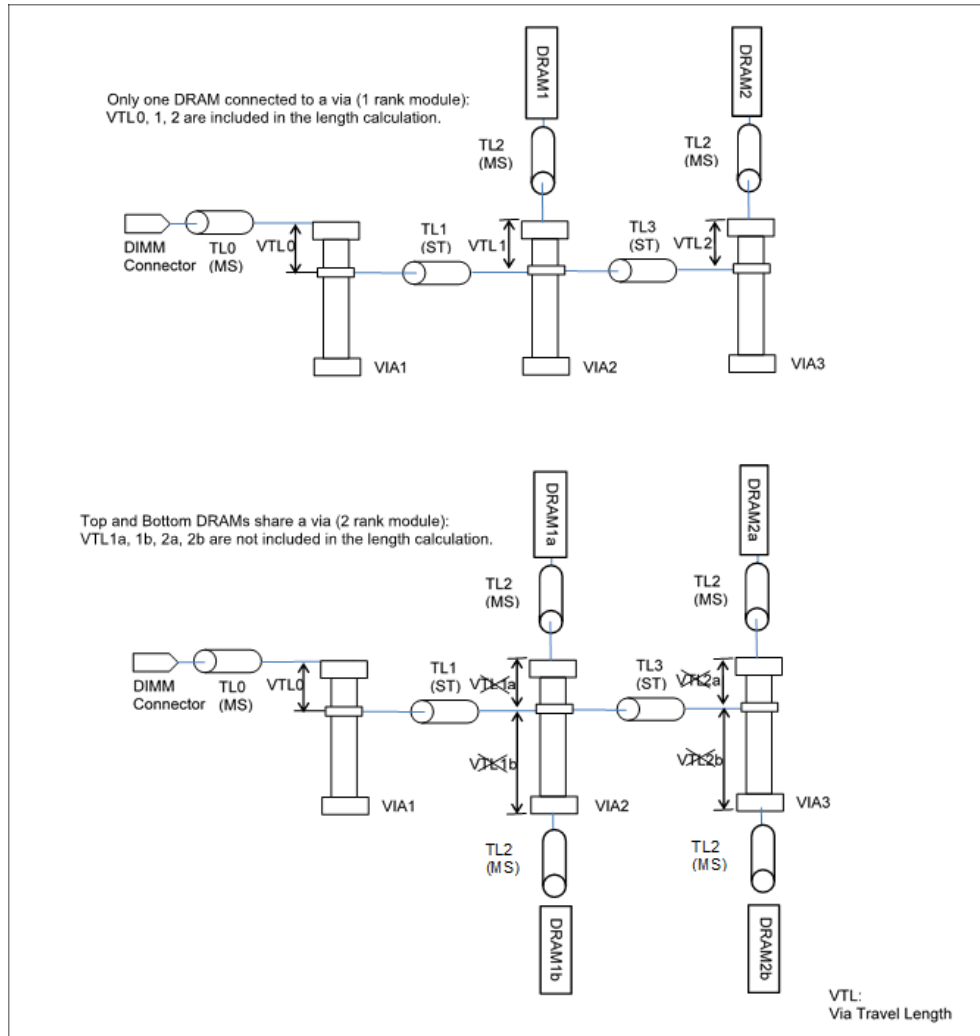 DRAM1
DRAM2
Only one DRAM connected to a via (1 rank module):
VTL0, 1, 2 are included in the length calculation.
TL2
(MS)
TL2
(MS)
DIMM
Connector
TL0
(MS)
VTL0
TL1
(ST)
VTL1
TL3
(ST)
VTL2
VIA1
VIA2
VIA3
DRAM1a
DRAM2a
Top and Bottom DRAMs share a via (2 rank module):
VTL1a, 1b, 2a, 2b are not included in the length calculation.
TL2
(MS)
TL2
(MS)
DIMM
Connector
TL0
(MS)
VTL0
TL1
(ST)
VTL1a
TL3
(ST)
VTL2a
VTL1b
VTL2b
VIA1
VIA2
VIA3
TL2
(MS)
TL2
(MS)
DRAM1b
DRAM2b
VTL:
Via Travel Length